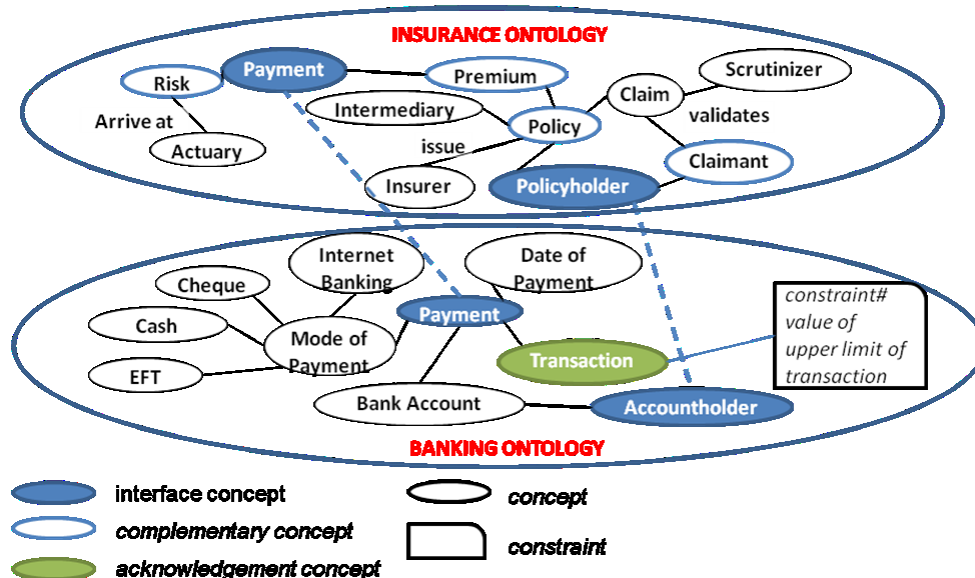 INSURANCE ONTOLOGY
Payment
Premium
Scrutinizer
Risk
Claim
Intermediary
validates
Arrive at
Policy
issue
Actuary
Claimant
Insurer
Policyholder
Internet
Banking
Date of
Payment
Cheque
constraint#
value of
upper limit of
transaction
Payment
Cash
Mode of
Payment
Transaction
EFT
Bank Account
Accountholder
BANKING ONTOLOGY
interface concept
concept
complementary concept
constraint
acknowledgement concept